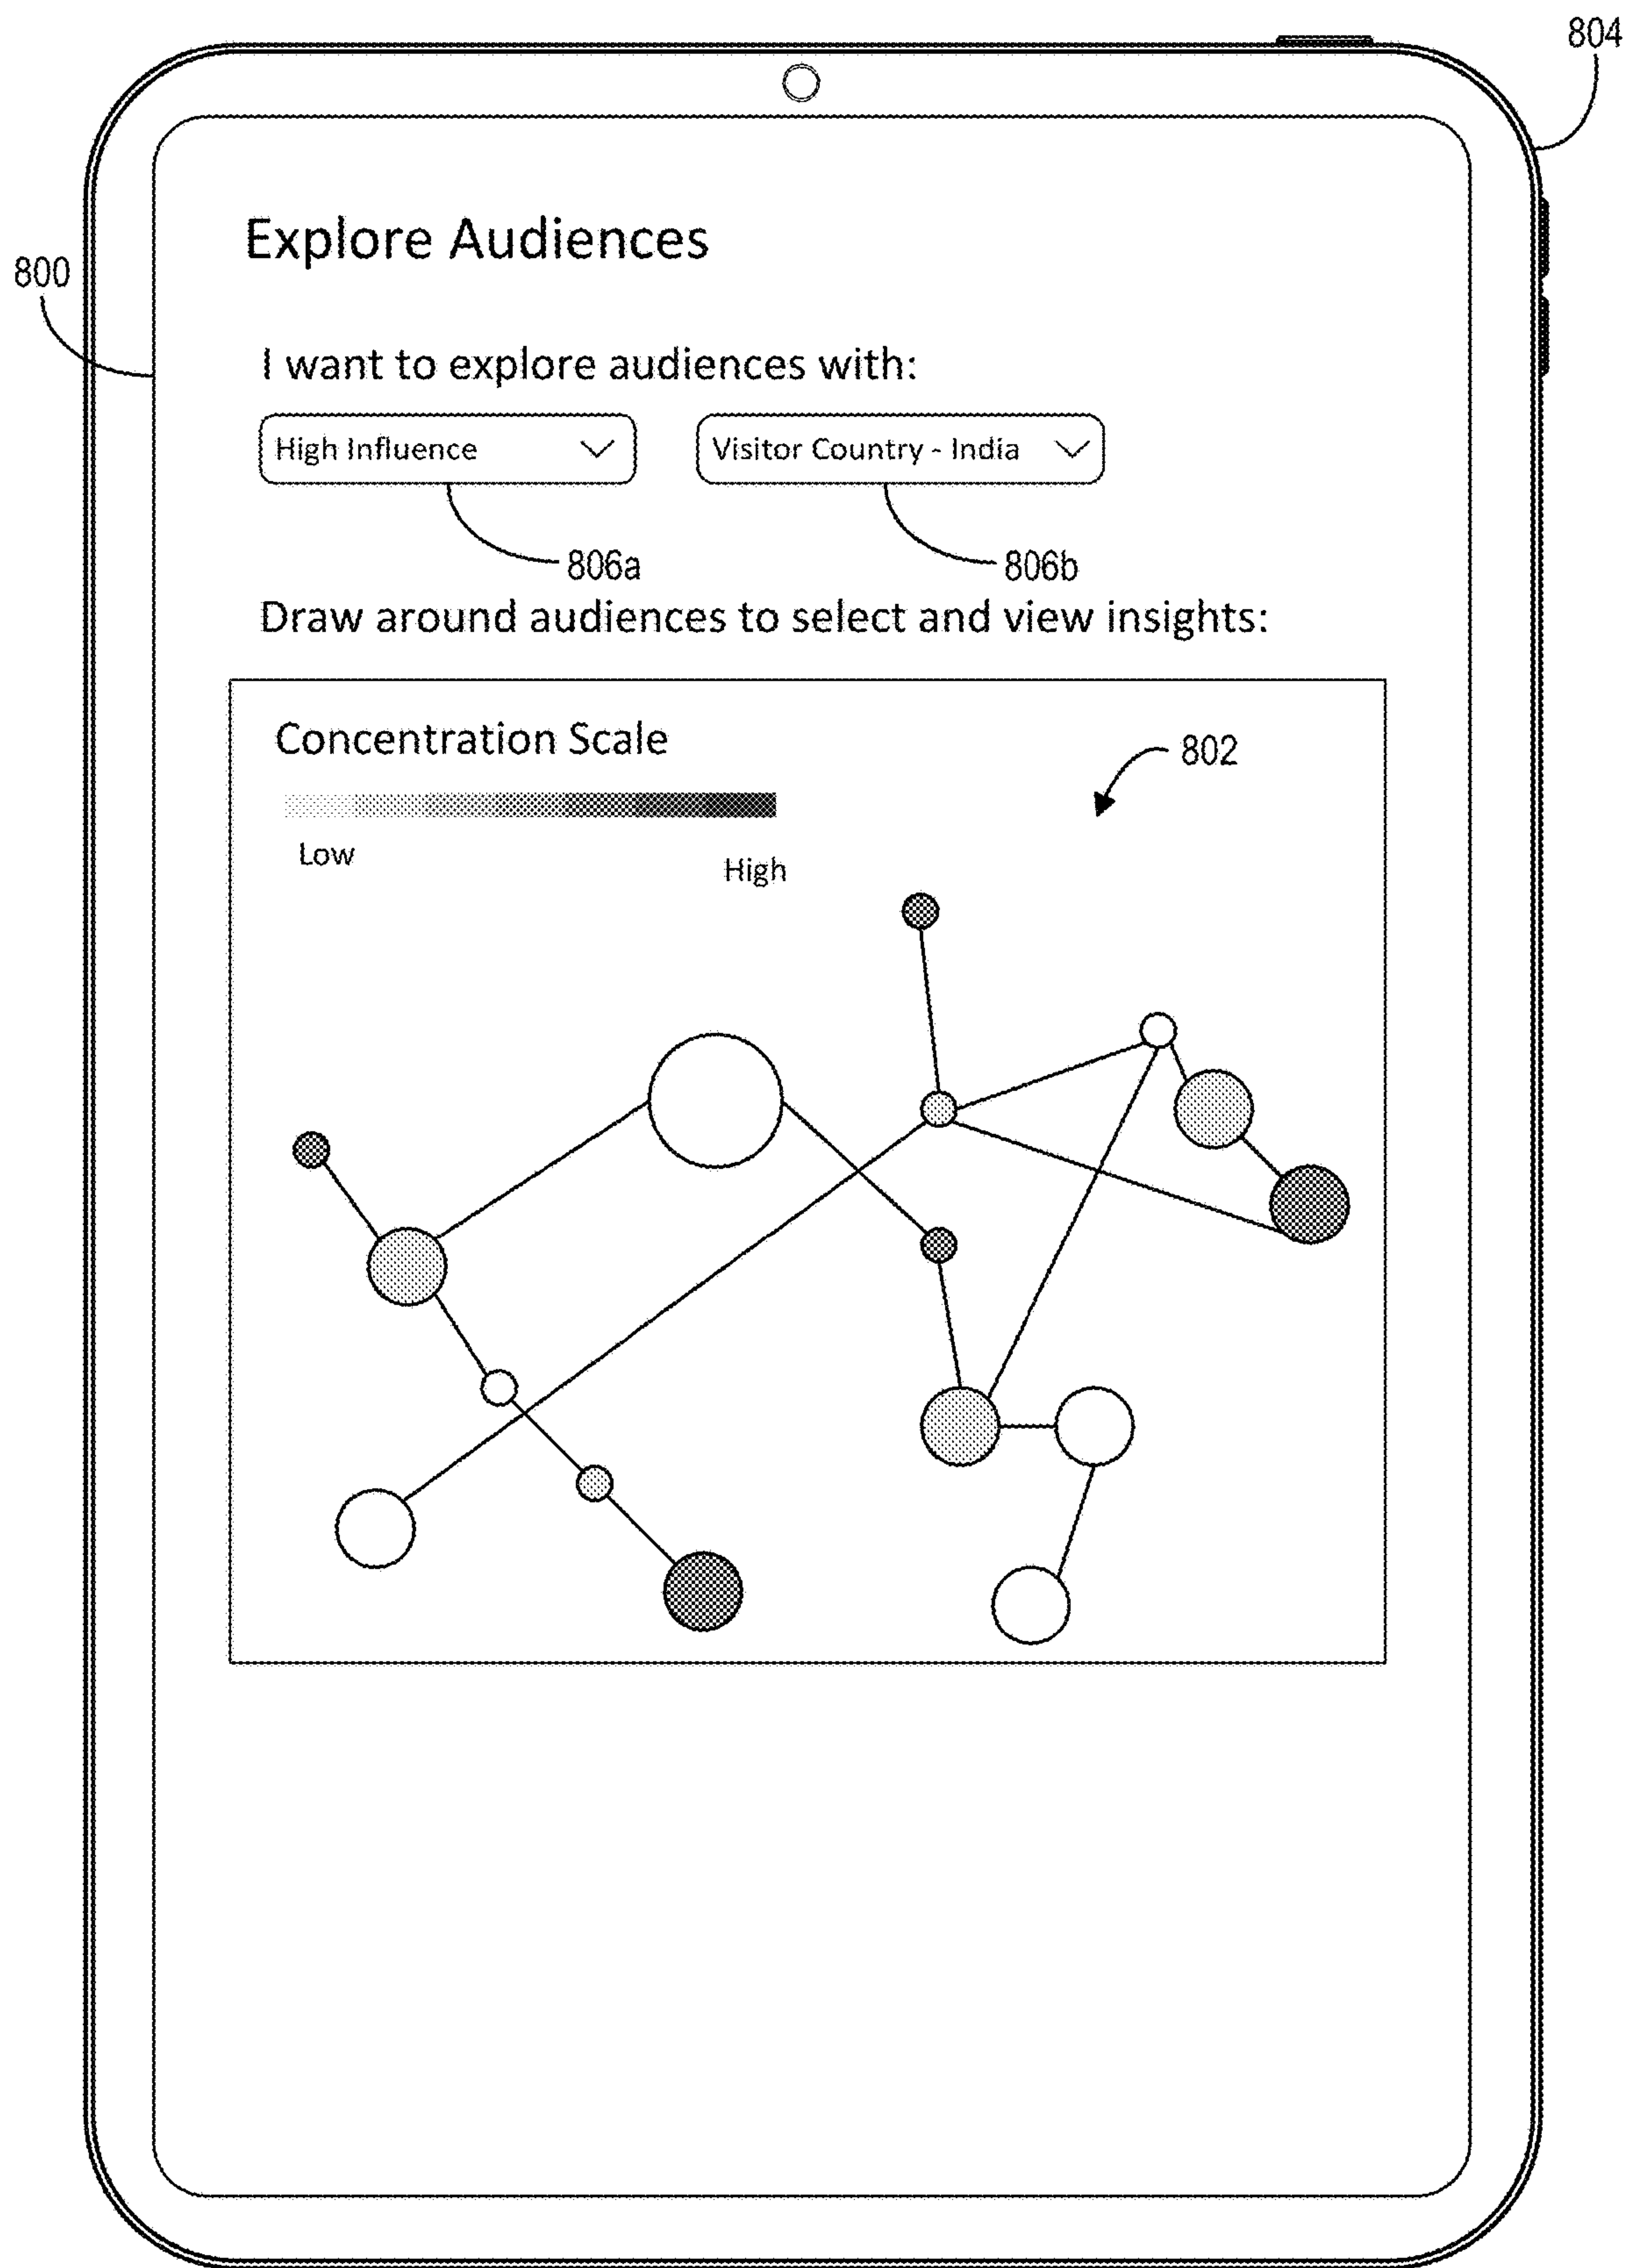 804
Explore Audiences
800
I want to explore audiences with:
High Influence
Visitor Country - India
806a
806b
Draw around audiences to select and view insights:
Concentration Scale
802
Low
High